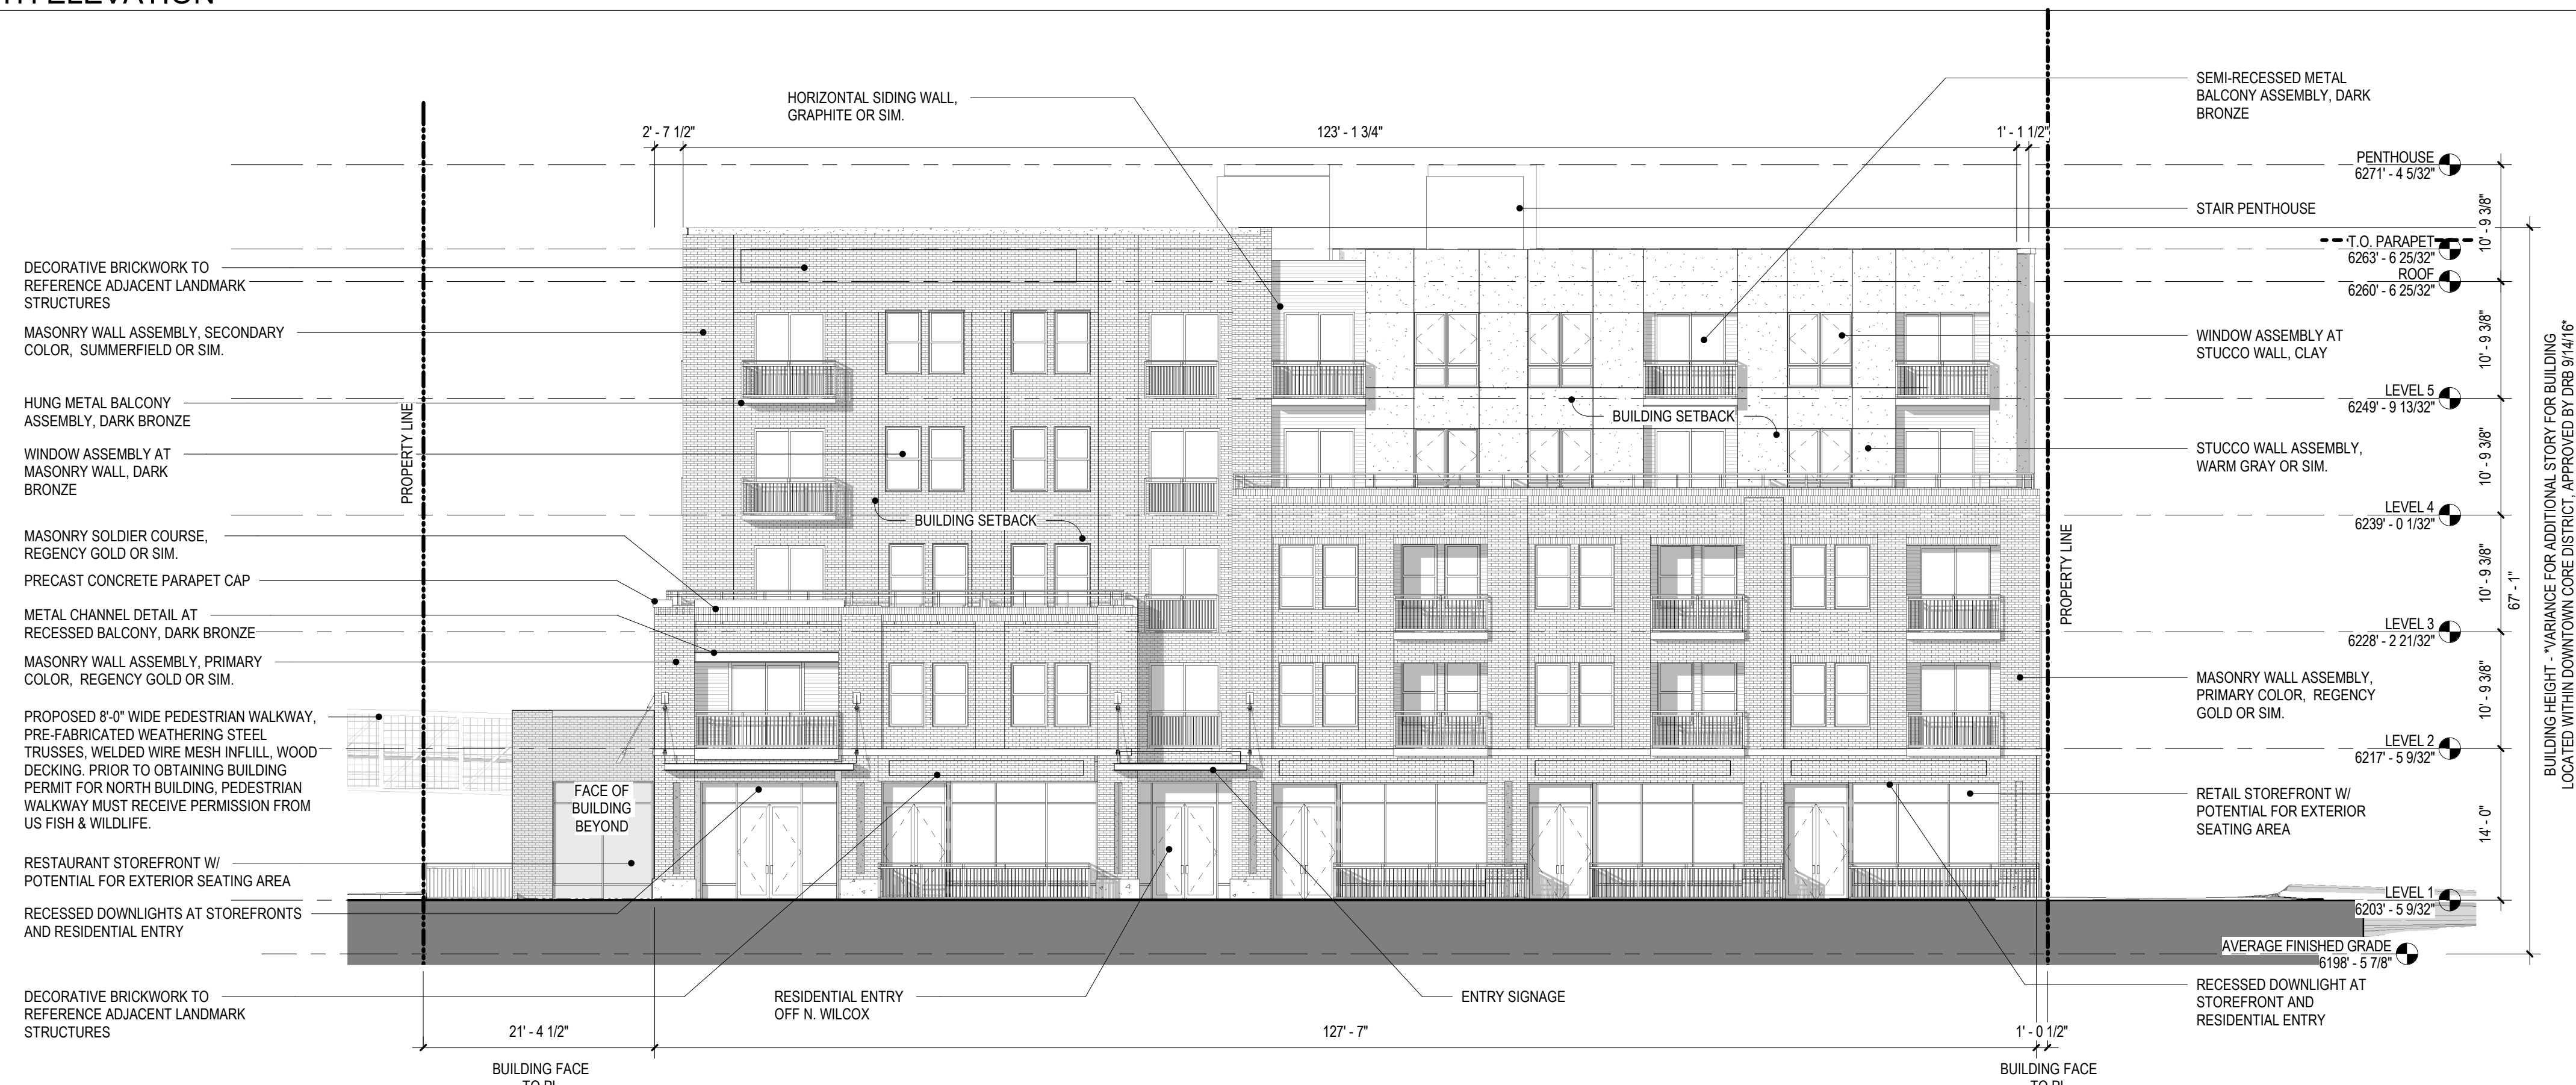 HORIZONTAL SIDING WALL,
GRAPHITE OR SIM.
SEMI-RECESSED METAL
BALCONY ASSEMBLY, DARK
BRONZE
2' - 7 1/2"
123' - 1 3/4"
1' - 1 1/2"
PENTHOUSE
6271' - 4 5/32"
STAIR PENTHOUSE
10' - 9 3/8"
T.O. PARAPET
6263' - 6 25/32"
ROOF
6260' - 6 25/32"
DECORATIVE BRICKWORK TO
REFERENCE ADJACENT LANDMARK
STRUCTURES
MASONRY WALL ASSEMBLY, SECONDARY
COLOR, SUMMERFIELD OR SIM.
WINDOW ASSEMBLY AT
STUCCO WALL, CLAY
10' - 9 3/8"
HUNG METAL BALCONY
ASSEMBLY, DARK BRONZE
LEVEL 5
6249' - 9 13/32"
BUILDING SETBACK
WINDOW ASSEMBLY AT
MASONRY WALL, DARK
BRONZE
PROPERTY LINE
STUCCO WALL ASSEMBLY,
WARM GRAY OR SIM.
10' - 9 3/8"
BUILDING SETBACK
LEVEL 4
6239' - 0 1/32"
MASONRY SOLDIER COURSE,
REGENCY GOLD OR SIM.
PRECAST CONCRETE PARAPET CAP
PROPERTY LINE
10' - 9 3/8"
67' - 1"
BUILDING HEIGHT - *VARIANCE FOR ADDITIONAL STORY FOR BUILDING
LOCATED WITHIN DOWNTOWN CORE DISTRICT, APPROVED BY DRB 9/14/16*
METAL CHANNEL DETAIL AT
RECESSED BALCONY, DARK BRONZE
LEVEL 3
6228' - 2 21/32"
MASONRY WALL ASSEMBLY, PRIMARY
COLOR, REGENCY GOLD OR SIM.
MASONRY WALL ASSEMBLY,
PRIMARY COLOR, REGENCY
GOLD OR SIM.
10' - 9 3/8"
PROPOSED 8'-0" WIDE PEDESTRIAN WALKWAY,
PRE-FABRICATED WEATHERING STEEL
TRUSSES, WELDED WIRE MESH INFLILL, WOOD
DECKING. PRIOR TO OBTAINING BUILDING
PERMIT FOR NORTH BUILDING, PEDESTRIAN
WALKWAY MUST RECEIVE PERMISSION FROM
US FISH & WILDLIFE.
LEVEL 2
6217' - 5 9/32"
FACE OF
BUILDING
BEYOND
RETAIL STOREFRONT W/
POTENTIAL FOR EXTERIOR
SEATING AREA
14' - 0"
RESTAURANT STOREFRONT W/
POTENTIAL FOR EXTERIOR SEATING AREA
LEVEL 1
6203' - 5 9/32"
RECESSED DOWNLIGHTS AT STOREFRONTS
AND RESIDENTIAL ENTRY
AVERAGE FINISHED GRADE
6198' - 5 7/8"
DECORATIVE BRICKWORK TO
REFERENCE ADJACENT LANDMARK
STRUCTURES
RESIDENTIAL ENTRY
OFF N. WILCOX
ENTRY SIGNAGE
RECESSED DOWNLIGHT AT
STOREFRONT AND
RESIDENTIAL ENTRY
21' - 4 1/2"
127' - 7"
1' - 0 1/2"
BUILDING FACE
BUILDING FACE